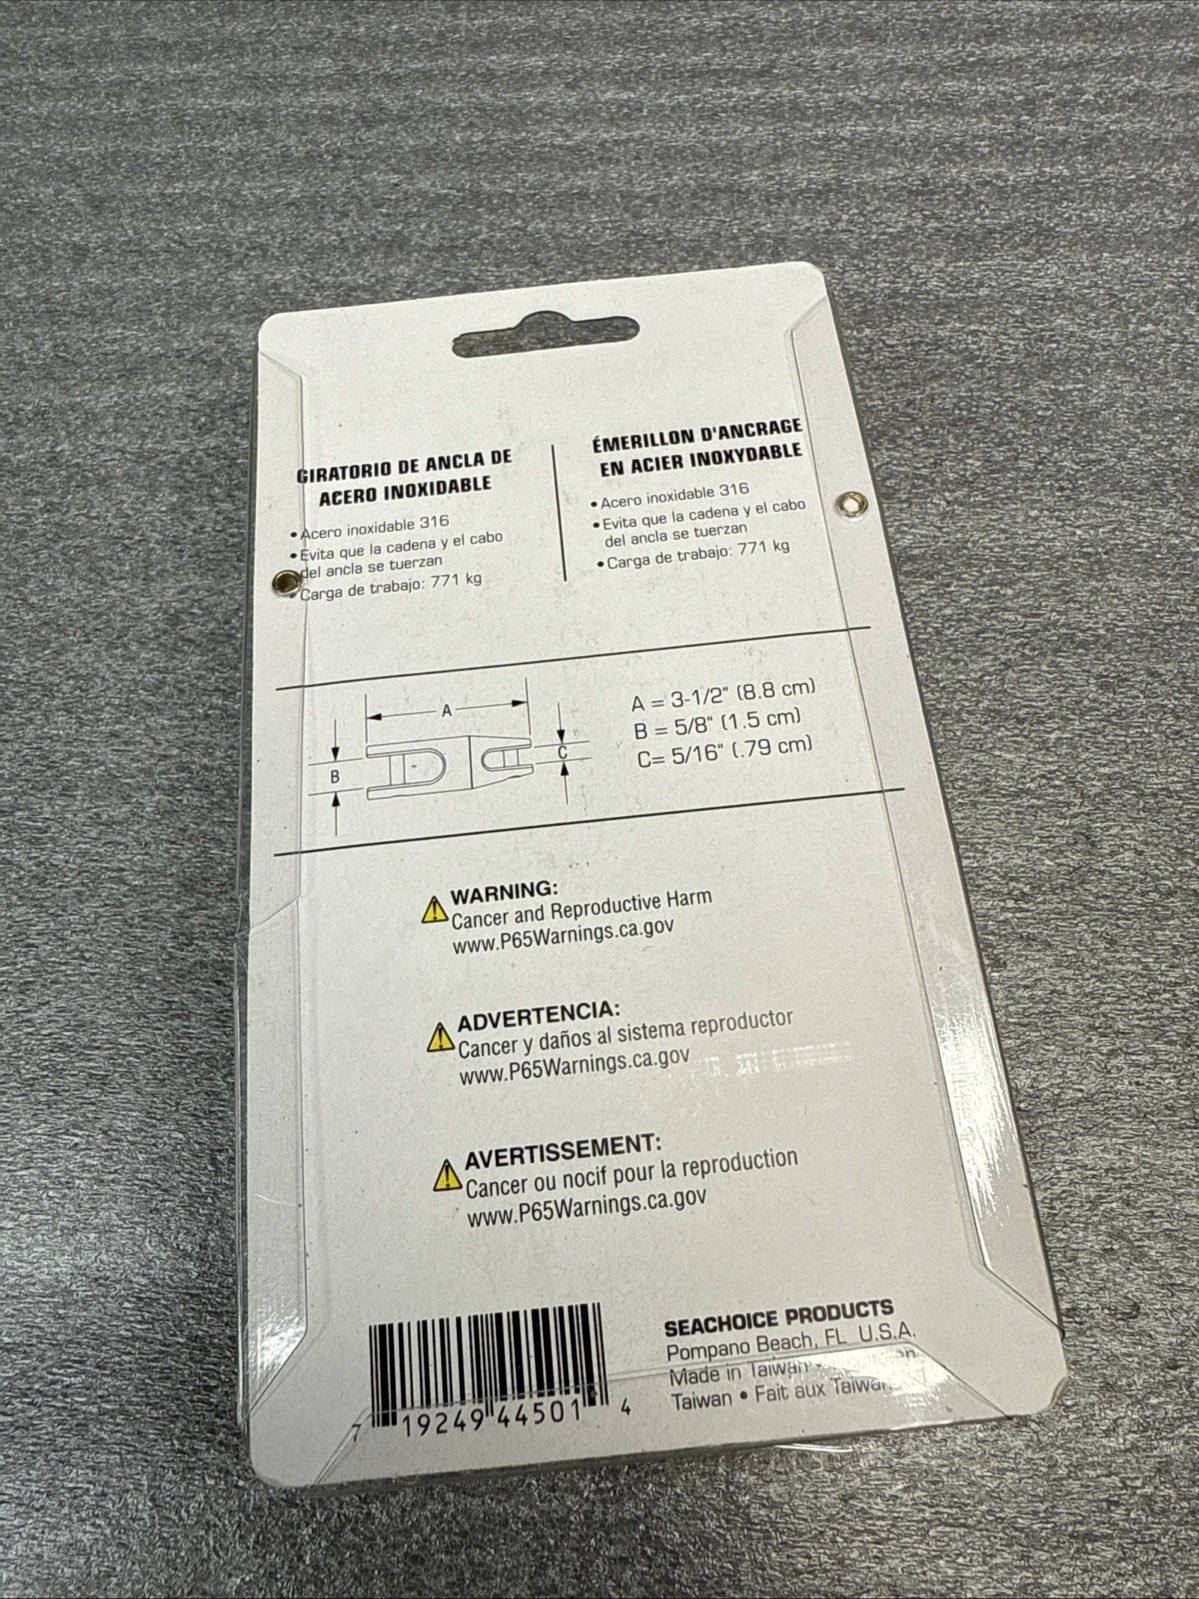 GIRATORIO DE ANCLA DE
ACERO INOXIDABLE
• Acero inoxidable 316
• Evita que la cadena y el cabo
del ancla se tuerzan
• Carga de trabajo: 771 kg
ÉMERILLON D'ANCRAGE
EN ACIER INOXYDABLE
• Acero inoxidable 316
• Evita que la cadena y el cabo
del ancla se tuerzan
• Carga de trabajo: 771 kg
A
B
C
A = 3-1/2" (8.8 cm)
B = 5/8" (1.5 cm)
C= 5/16" (.79 cm)
WARNING:
Cancer and Reproductive Harm
www.P65Warnings.ca.gov
ADVERTENCIA:
Cancer y daños al sistema reproductor
www.P65Warnings.ca.gov
AVERTISSEMENT:
Cancer ou nocif pour la reproduction
www.P65Warnings.ca.gov
7 19249 44501 4
SEACHOICE PRODUCTS
Pompano Beach, FL U.S.A.
Made in Taiwan
Taiwan • Fait aux Taiwan